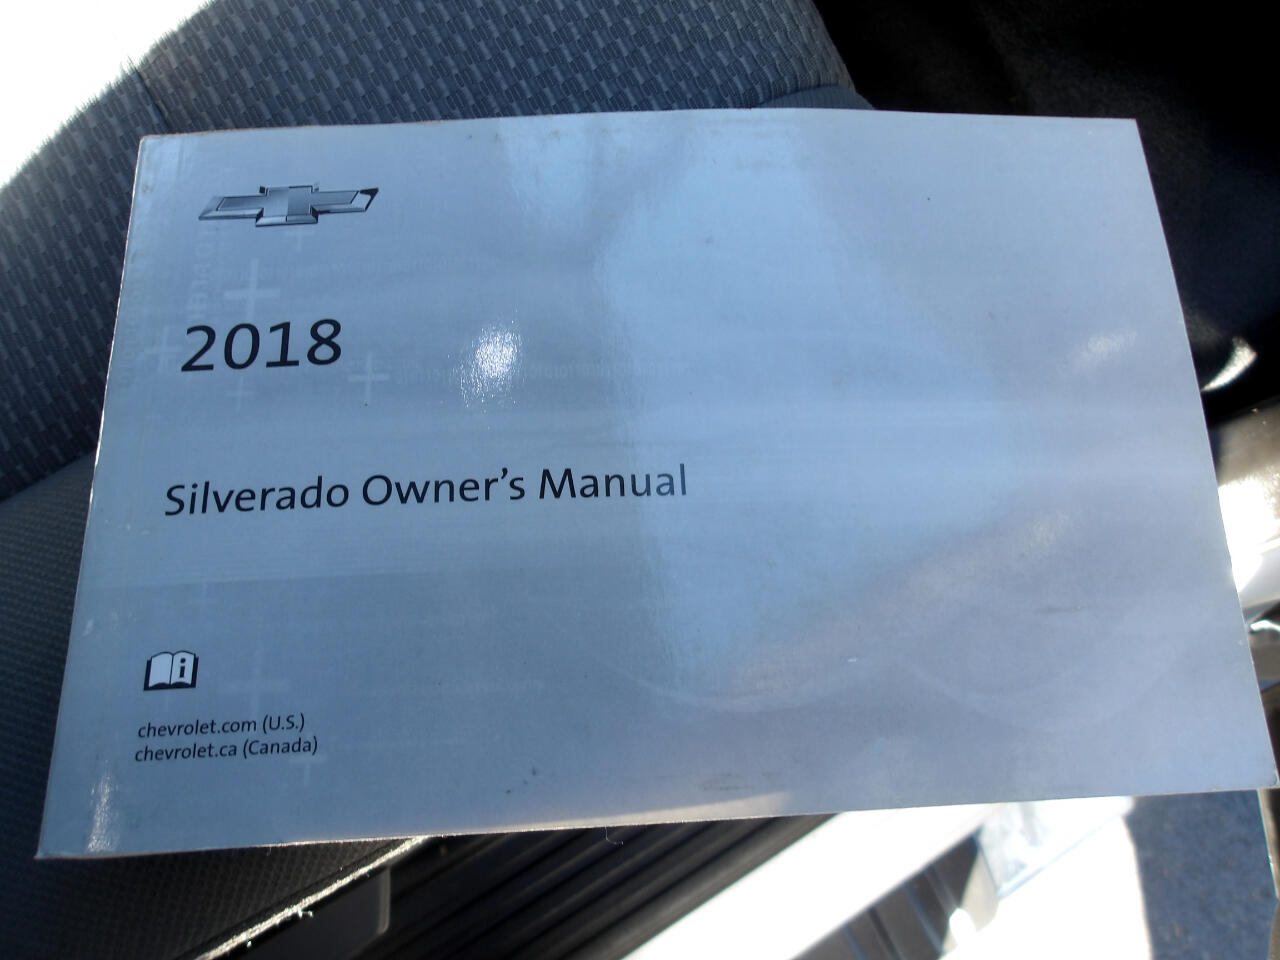 2018
Silverado Owner's Manual
i
chevrolet.com (U.S.)
chevrolet.ca (Canada)